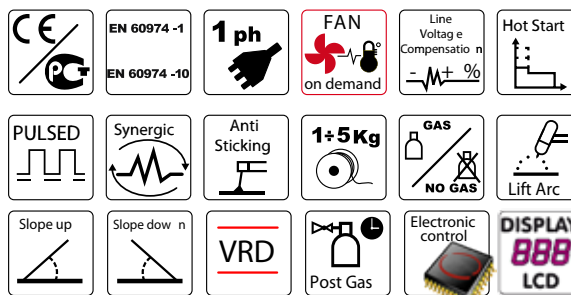 CE
PCT
EN 60974 -1
EN 60974 -10
1 ph
FAN
on demand
Line
Voltag e
Compensatio n
- + %
Hot Start
PULSED
Synergic
Anti
Sticking
1÷5Kg
GAS
NO GAS
Lift Arc
Slope up
Slope dow n
VRD
Post Gas
Electronic
control
DISPLAY
888
LCD